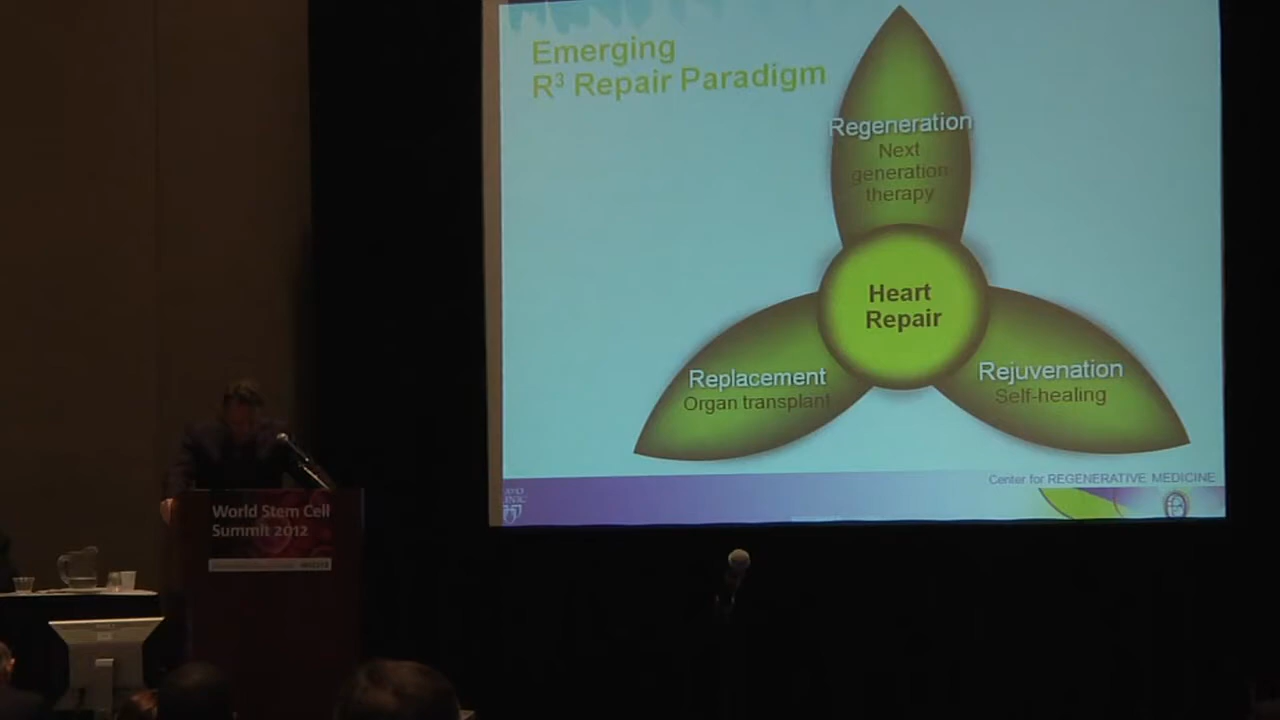 Emerging
R³ Repair Paradigm
Regeneration
Next
generation
therapy
Heart
Repair
Replacement
Organ transplant
Rejuvenation
Self-healing
Center for REGENERATIVE MEDICINE
World Stem Cell
Summit 2012